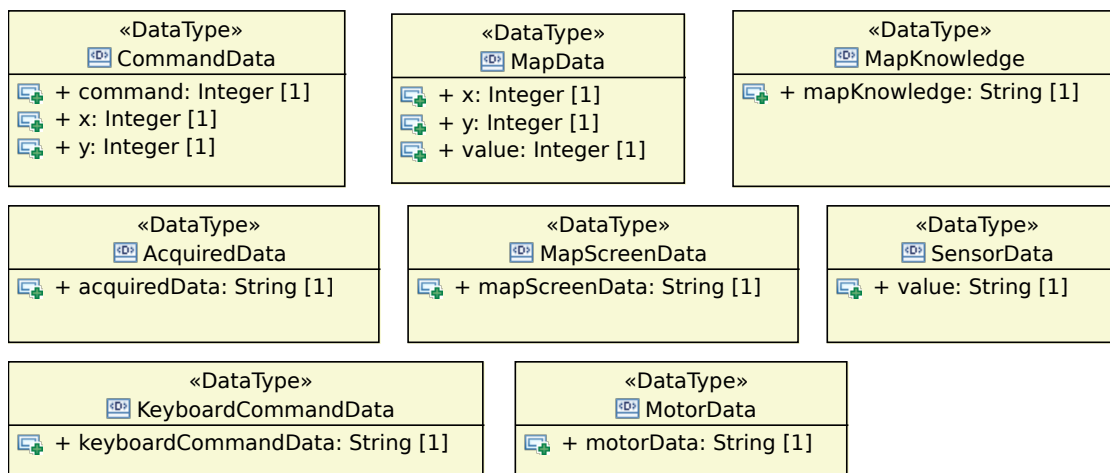 «DataType»
CommandData
+ command: Integer [1]
+ x: Integer [1]
+ y: Integer [1]
«DataType»
MapData
+ x: Integer [1]
+ y: Integer [1]
+ value: Integer [1]
«DataType»
MapKnowledge
+ mapKnowledge: String [1]
«DataType»
AcquiredData
+ acquiredData: String [1]
«DataType»
MapScreenData
+ mapScreenData: String [1]
«DataType»
SensorData
+ value: String [1]
«DataType»
KeyboardCommandData
+ keyboardCommandData: String [1]
«DataType»
MotorData
+ motorData: String [1]